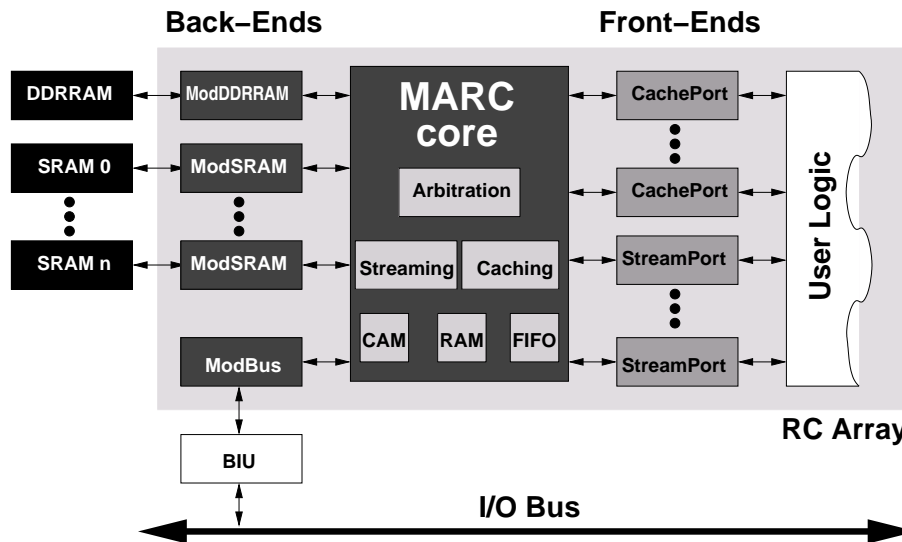 Back–Ends
Front–Ends
DDRRAM
ModDDRRAM
MARC
core
CachePort
SRAM 0
ModSRAM
Arbitration
CachePort
User Logic
SRAM n
ModSRAM
Streaming
Caching
StreamPort
CAM
RAM
FIFO
ModBus
StreamPort
RC Array
BIU
I/O Bus